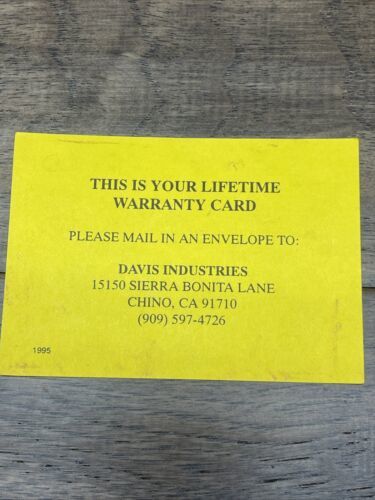 THIS IS YOUR LIFETIME
WARRANTY CARD
PLEASE MAIL IN AN ENVELOPE TO:
DAVIS INDUSTRIES
15150 SIERRA BONITA LANE
CHINO, CA 91710
(909) 597-4726
1995